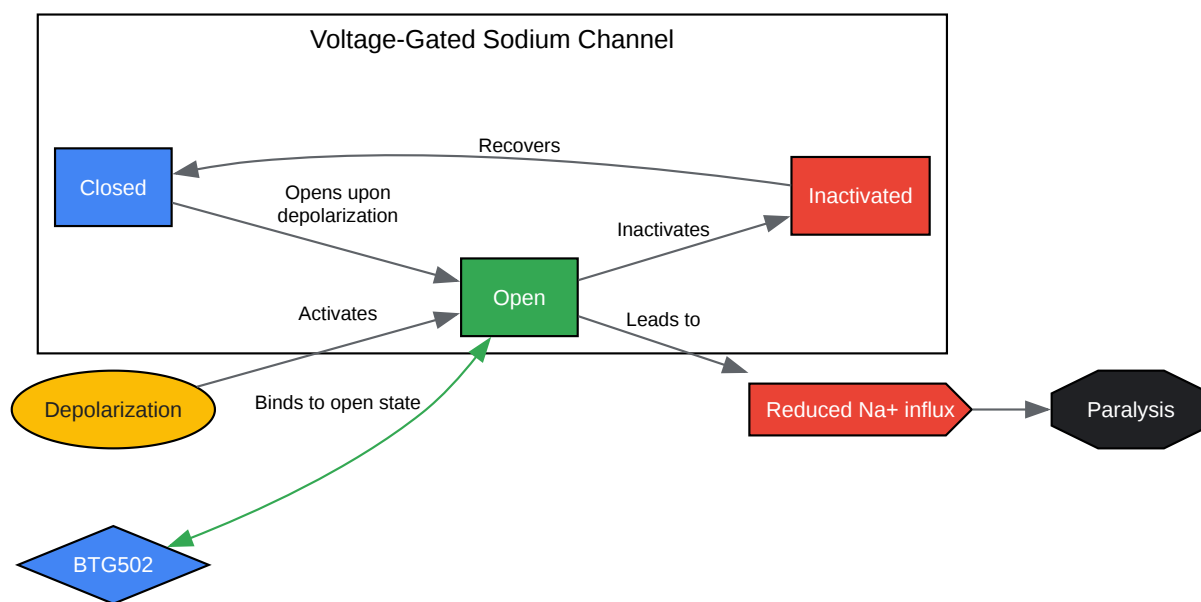 Voltage-Gated Sodium Channel
Recovers
Closed
Inactivated
Opens upon
depolarization
Inactivates
Open
Activates
Leads to
Depolarization
Binds to open state
Reduced Na+ influx
Paralysis
BTG502